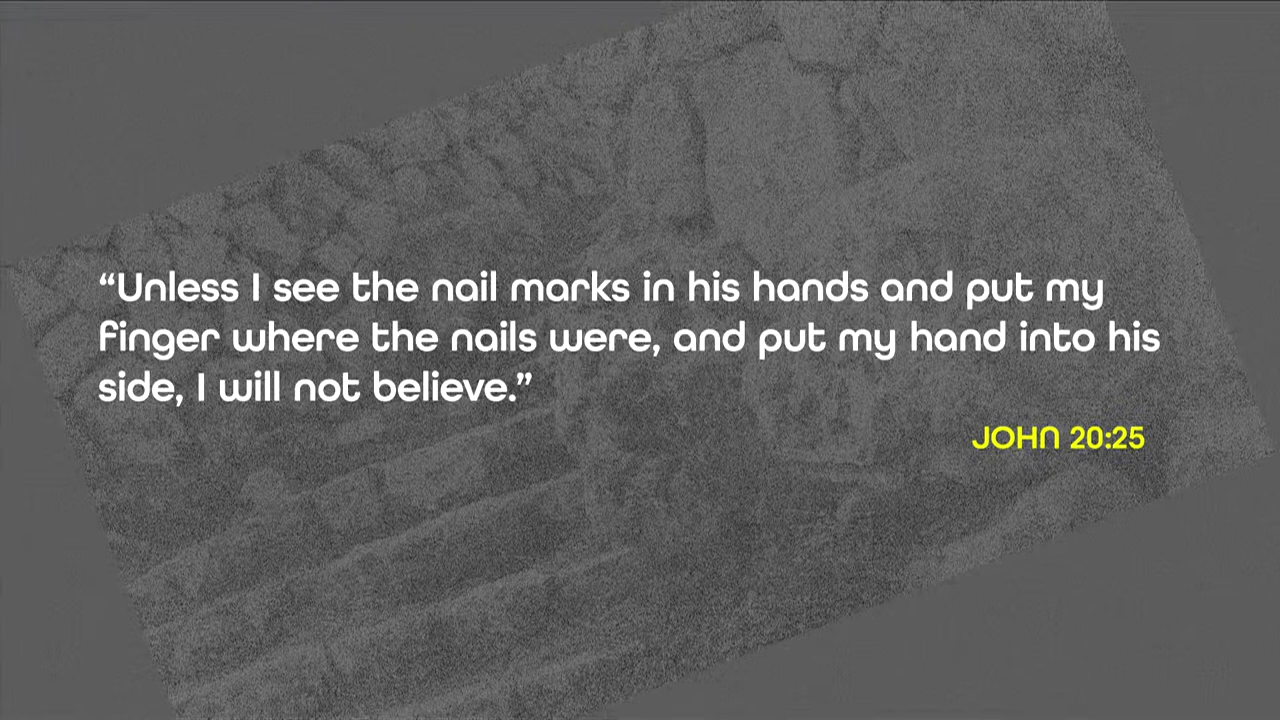 “Unless I see the nail marks in his hands and put my
finger where the nails were, and put my hand into his
side, I will not believe.”
JOHN 20:25